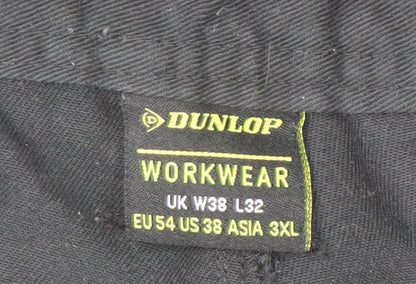 DUNLOP
WORKWEAR
UK W38 L32
EU 54 US 38 ASIA 3XL